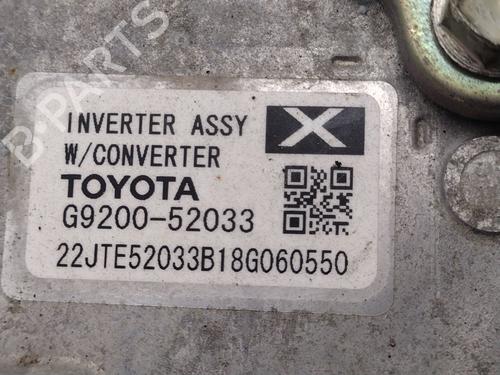 INVERTER ASSY X
W/CONVERTER
TOYOTA
G9200-52033
22JTE52033B18G060550
B-PARTS